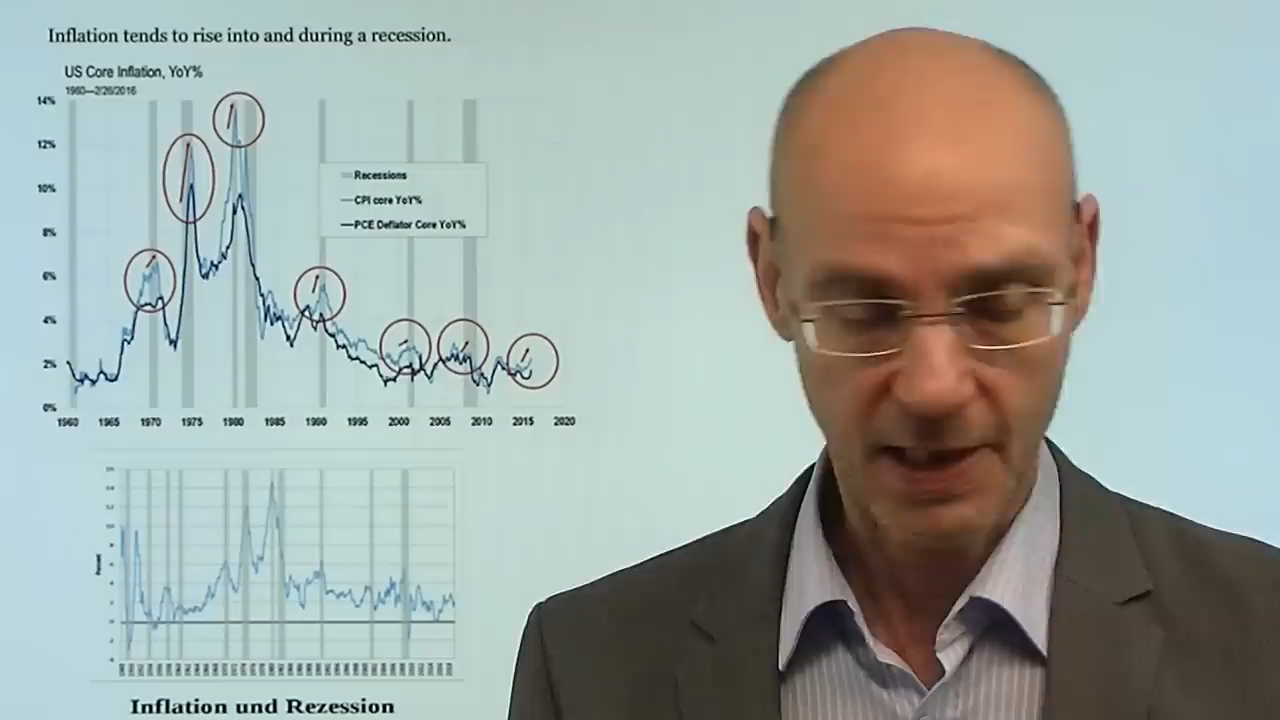 Inflation tends to rise into and during a recession.
US Core Inflation, YoY%
1960—2/26/2016
14%
12%
10%
8%
6%
4%
2%
0%
Recessions
CPI core YoY%
PCE Deflator Core YoY%
1960 1965 1970 1975 1980 1985 1990 1995 2000 2005 2010 2015 2020
Percent
Inflation und Rezession